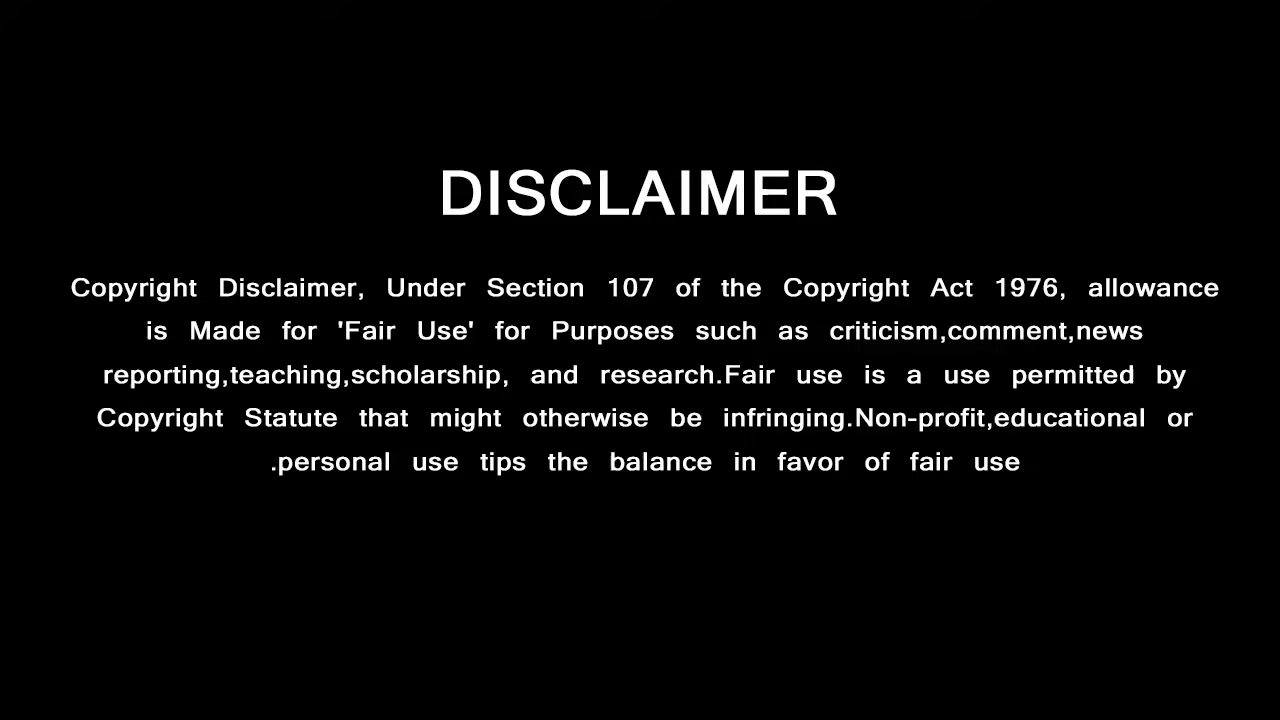 DISCLAIMER
Copyright Disclaimer, Under Section 107 of the Copyright Act 1976, allowance
is Made for 'Fair Use' for Purposes such as criticism,comment,news
reporting,teaching,scholarship, and research.Fair use is a use permitted by
Copyright Statute that might otherwise be infringing.Non-profit,educational or
.personal use tips the balance in favor of fair use